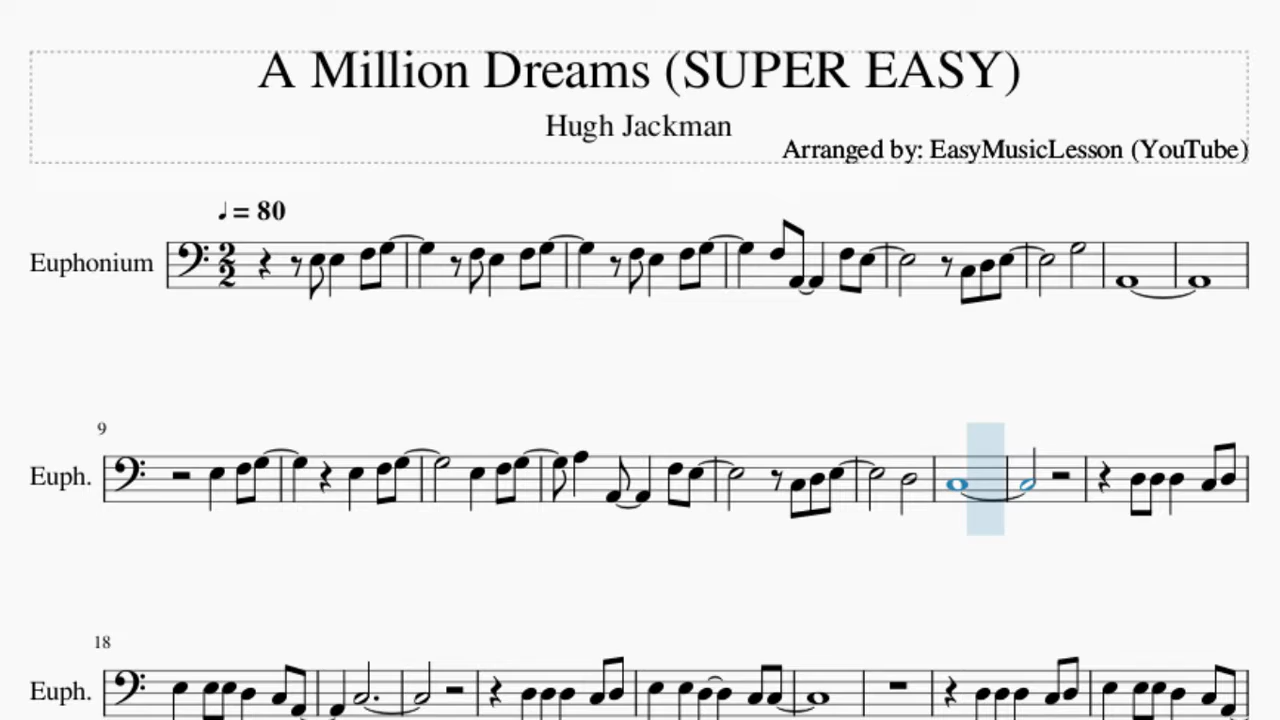 A Million Dreams (SUPER EASY)
Hugh Jackman
Arranged by: EasyMusicLesson (YouTube)
♩ = 80
Euphonium
2
2
9
Euph.
18
Euph.